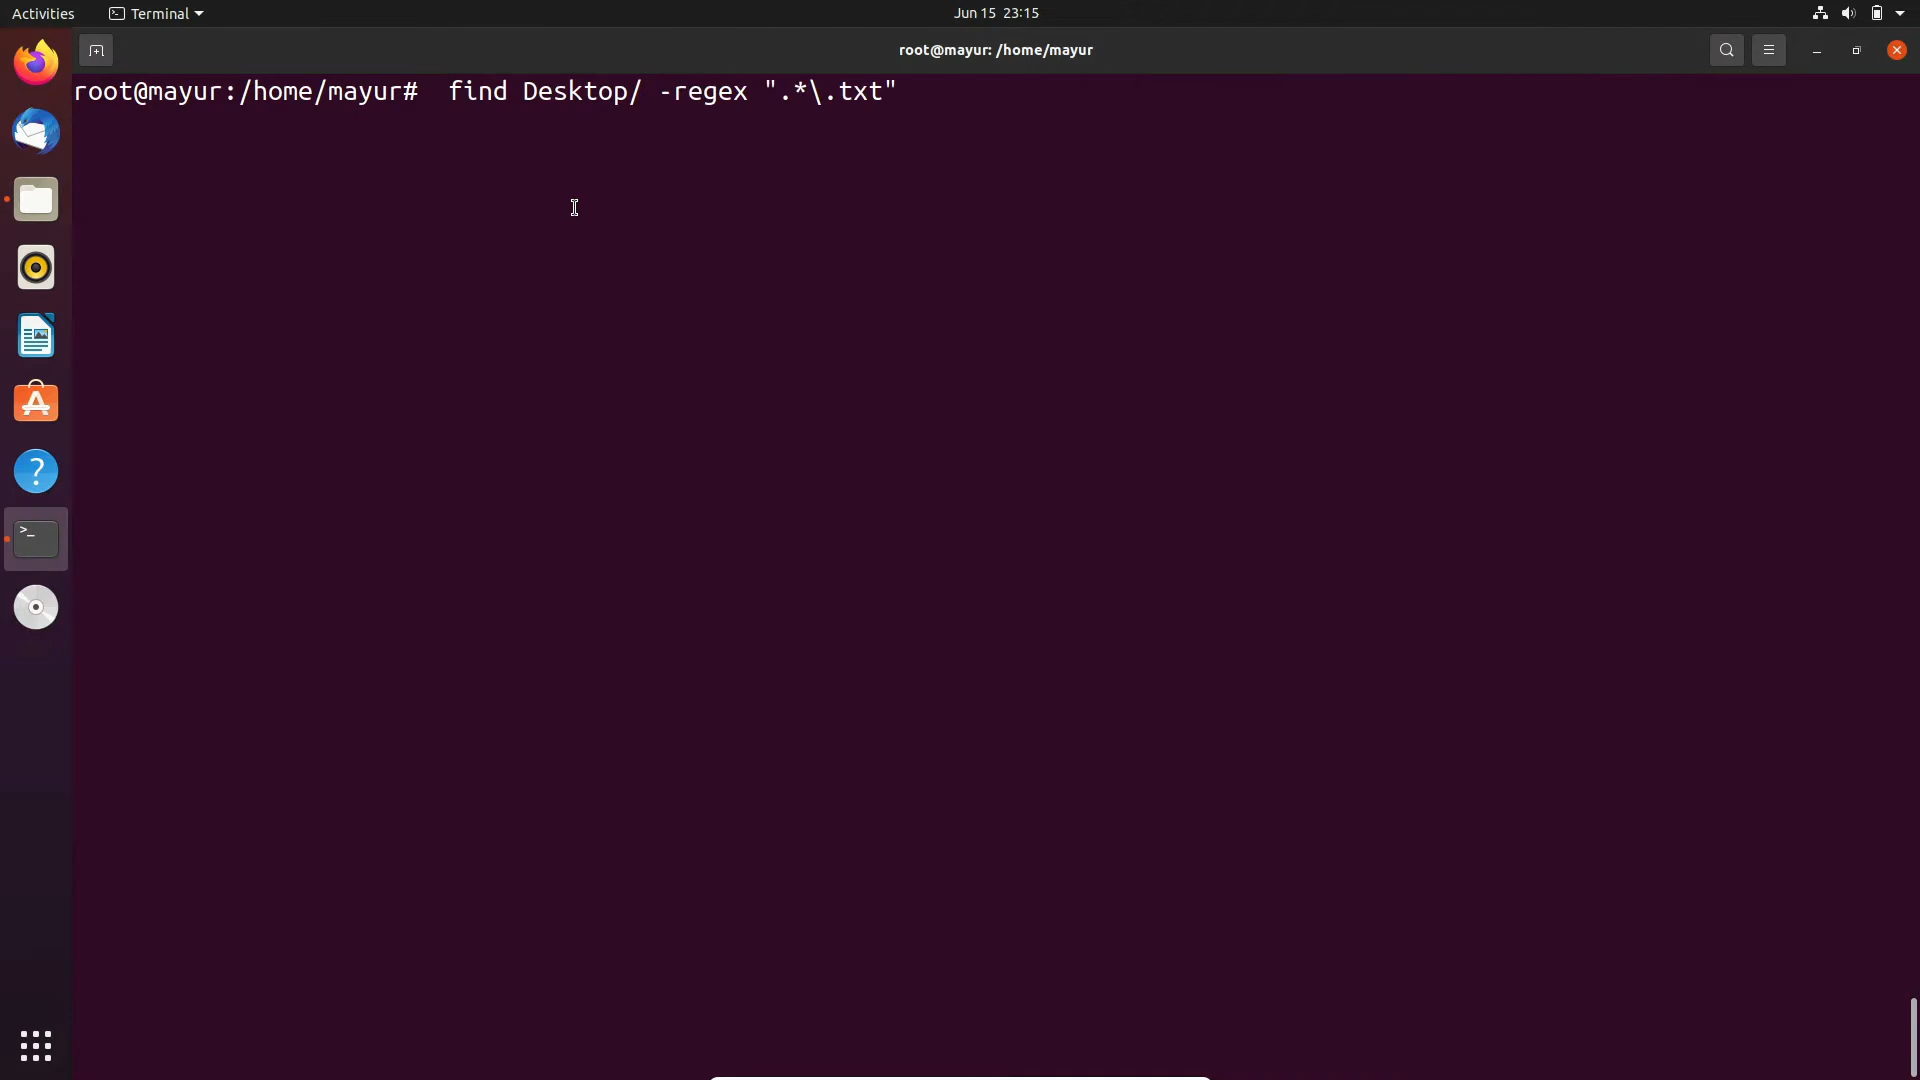 Activities Terminal Jun 15 23:15
root@mayur: /home/mayur
root@mayur:/home/mayur#  find Desktop/ -regex ".*\.txt"